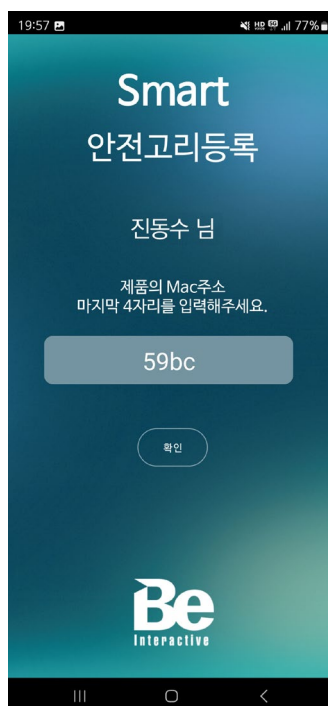 19:57 77%
Smart
안전고리등록
진동수 님
제품의 Mac주소
마지막 4자리를 입력해주세요.
59bc
확인
Be
Interactive